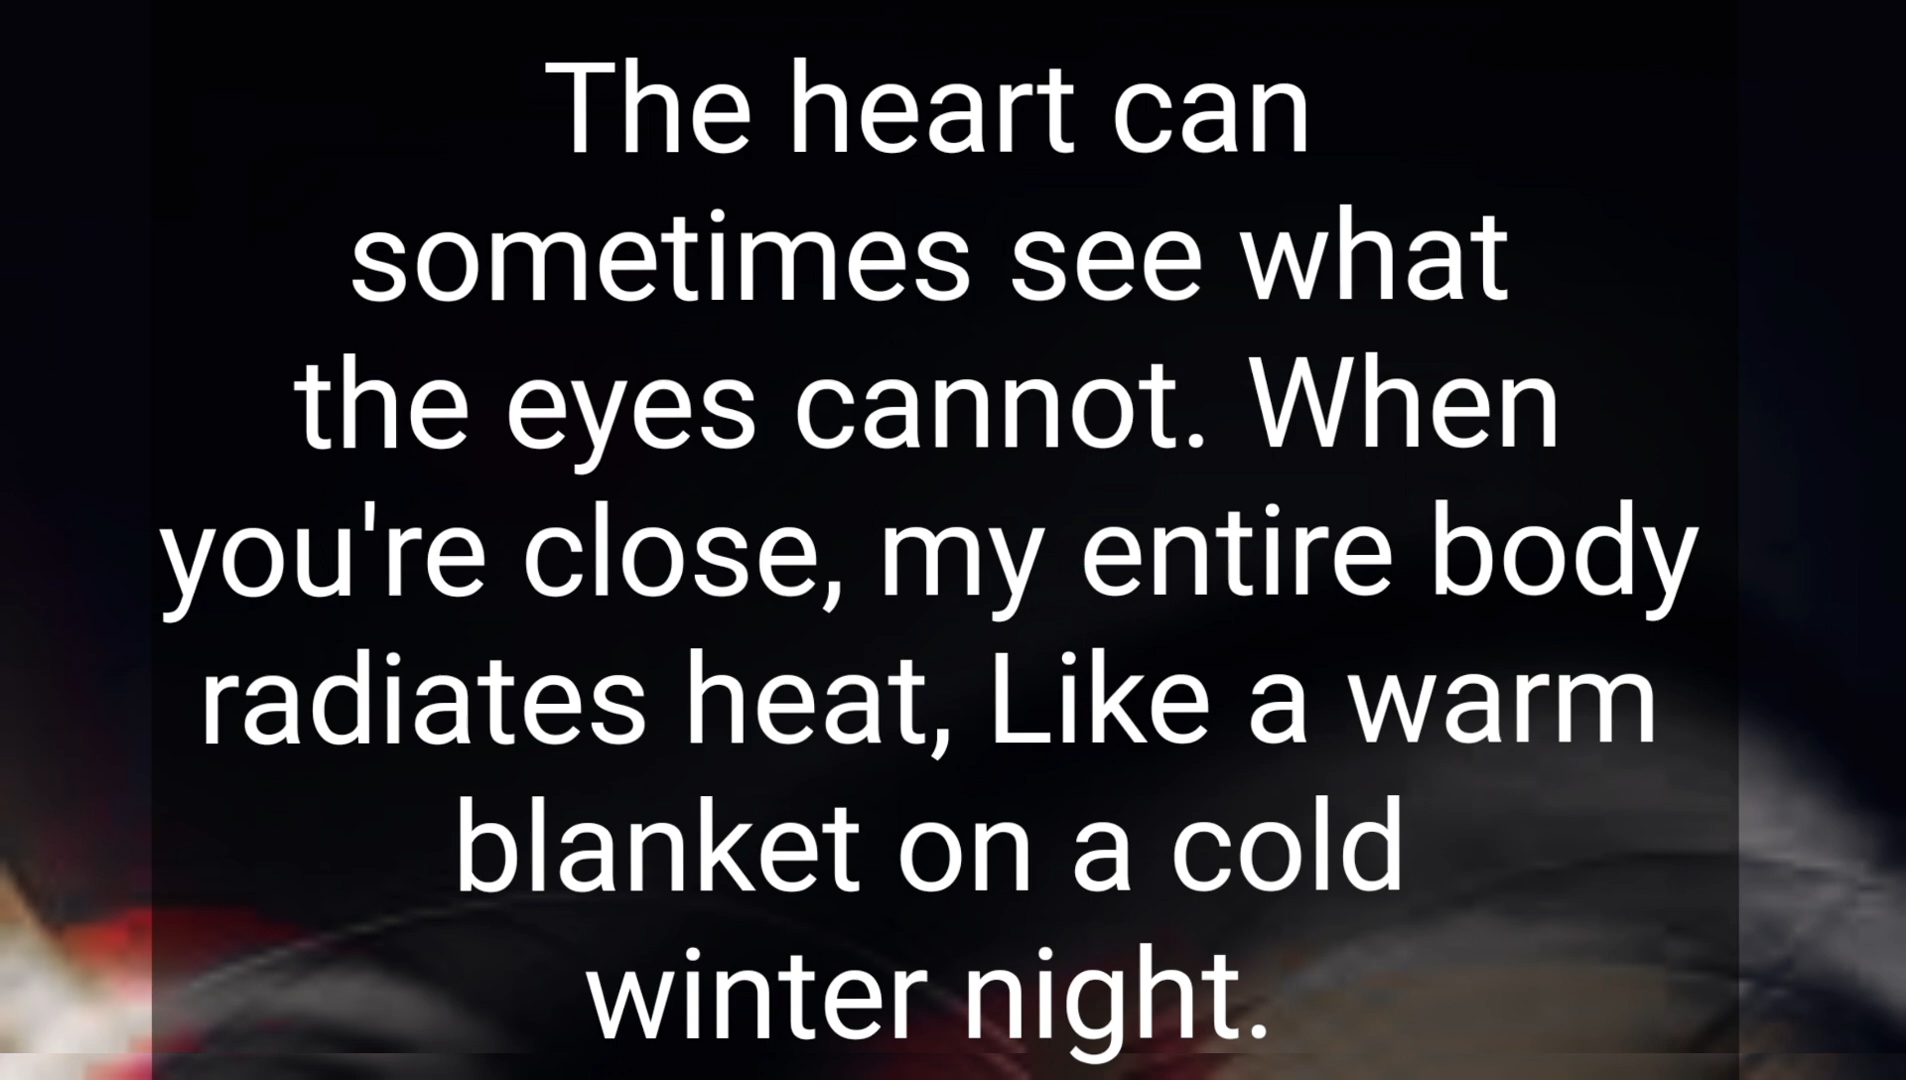 The heart can
sometimes see what
the eyes cannot. When
you're close, my entire body
radiates heat, Like a warm
blanket on a cold
winter night.